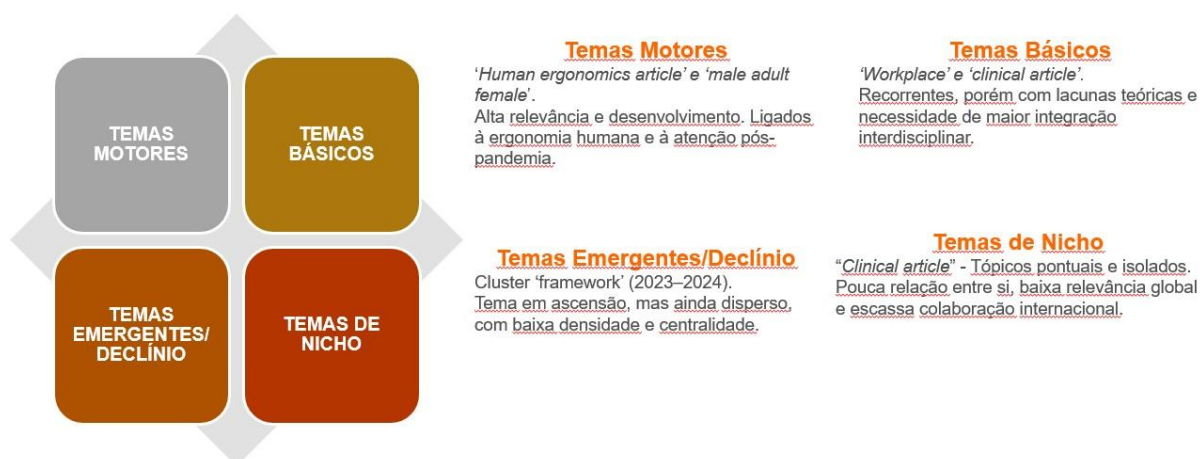 TEMAS
MOTORES
TEMAS
BÁSICOS
TEMAS
EMERGENTES/
DECLÍNIO
TEMAS DE
NICHO
Temas Motores
'Human ergonomics article' e 'male adult
female'.
Alta relevância e desenvolvimento. Ligados
à ergonomia humana e à atenção pós-
pandemia.
Temas Básicos
'Workplace' e 'clinical article'.
Recorrentes, porém com lacunas teóricas e
necessidade de maior integração
interdisciplinar.
Temas Emergentes/Declínio
Cluster 'framework' (2023–2024).
Tema em ascensão, mas ainda disperso,
com baixa densidade e centralidade.
Temas de Nicho
"Clinical article" - Tópicos pontuais e isolados.
Pouca relação entre si, baixa relevância global
e escassa colaboração internacional.